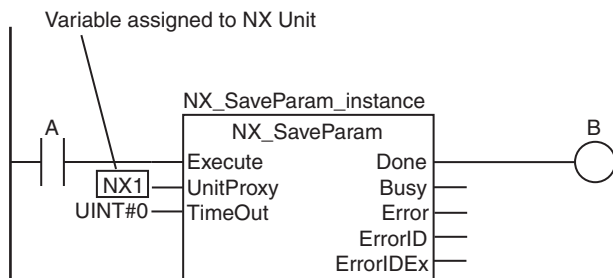 Variable assigned to NX Unit
NX_SaveParam_instance
A
NX_SaveParam
B
Execute
Done
NX1
UnitProxy
Busy
UINT#0
TimeOut
Error
ErrorID
ErrorIDEx